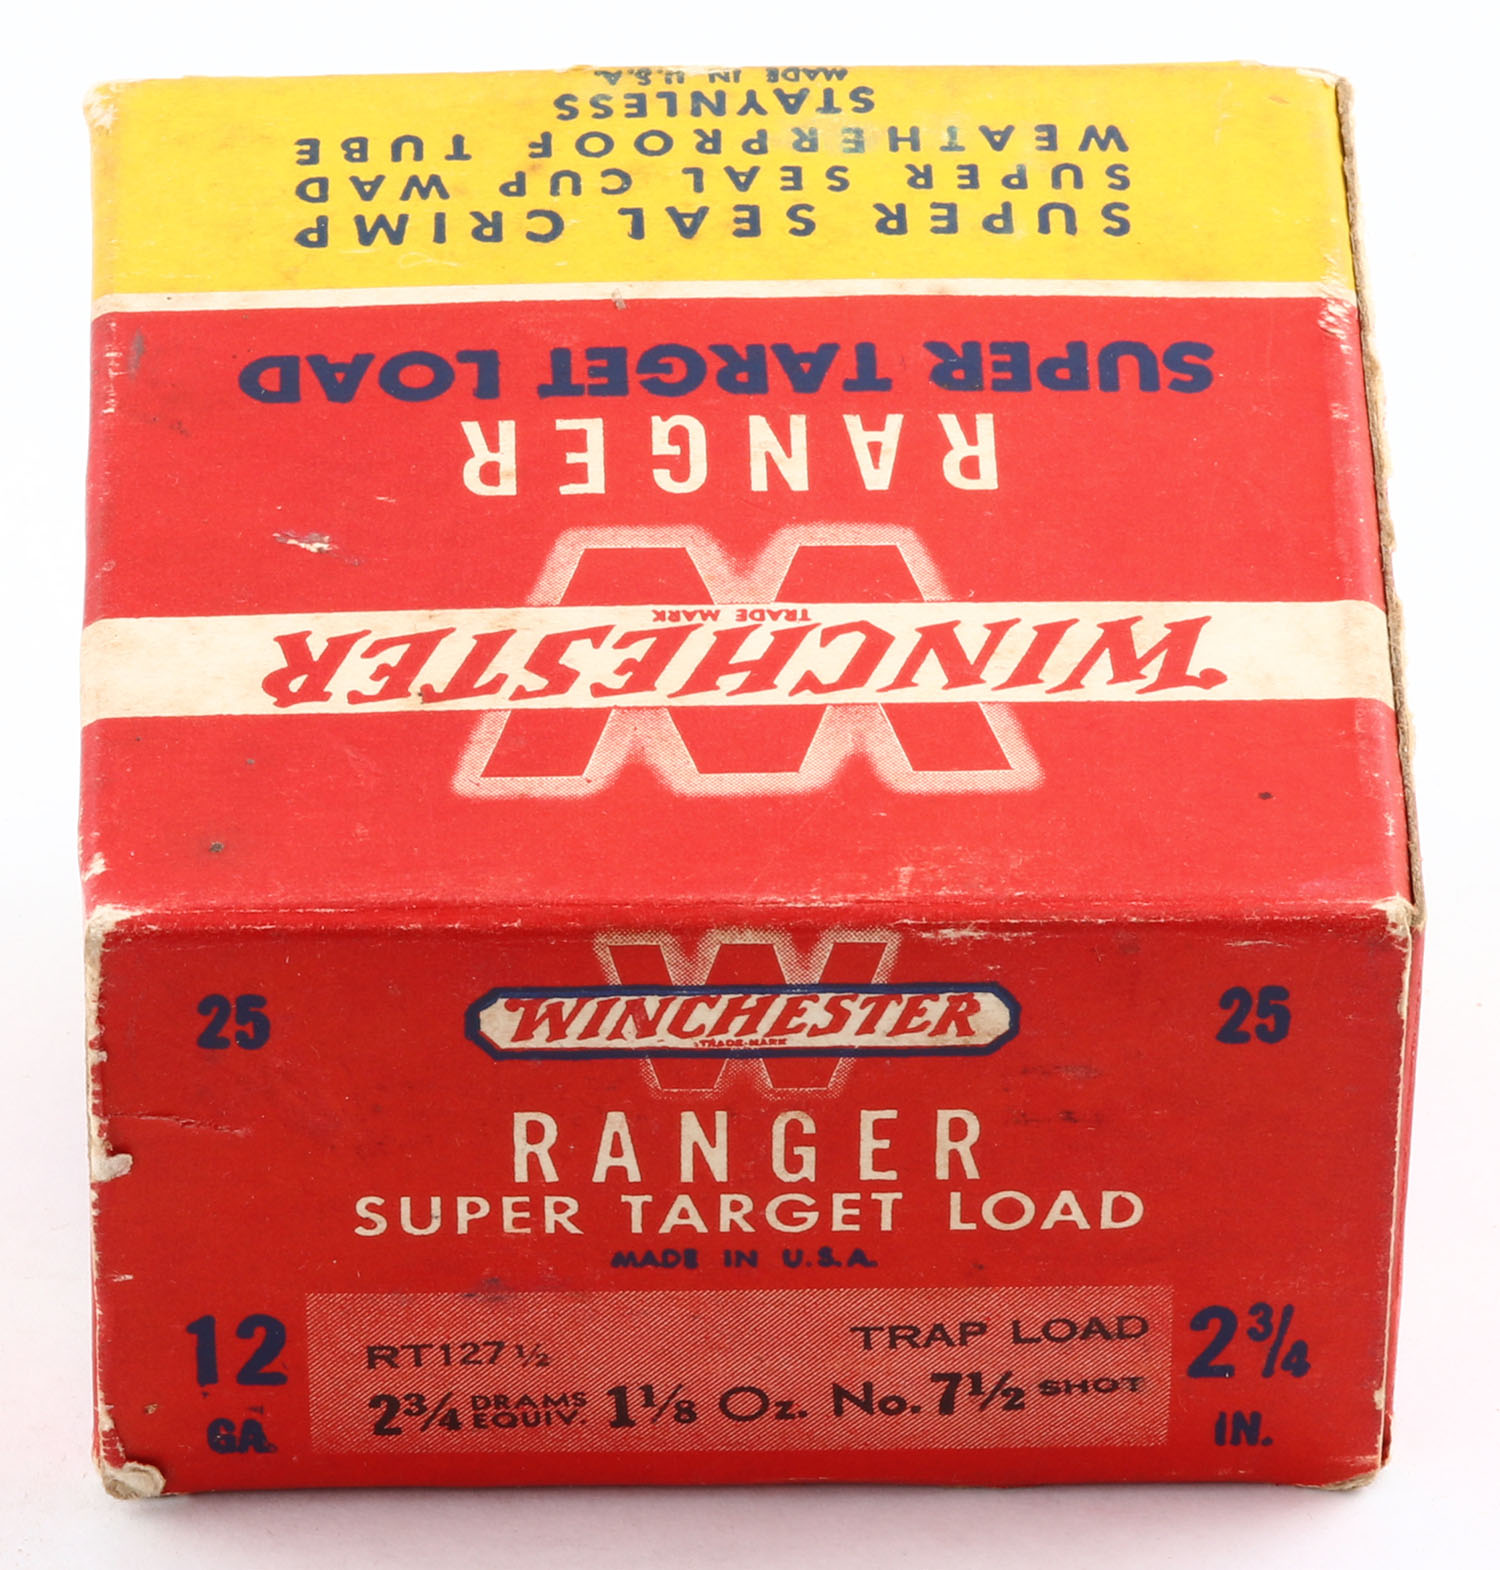 WINCHESTER
TRADE MARK
RANGER
SUPER TARGET LOAD
SUPER SEAL CRIMP
SUPER SEAL CUP WAD
WEATHERPROOF TUBE
STAYNLESS
MADE IN U.S.A.
W
25 WINCHESTER 25
TRADE-MARK
RANGER
SUPER TARGET LOAD
MADE IN U.S.A.
12 GA.
RT127½ TRAP LOAD
2¾ DRAMS EQUIV. 1⅛ Oz. No. 7½ SHOT
2¾ IN.